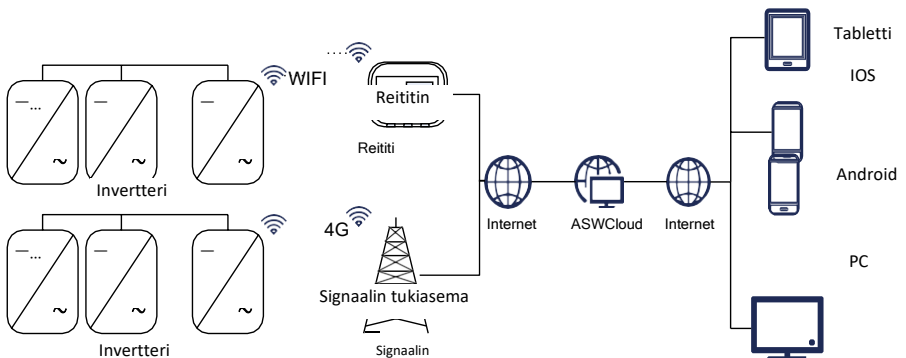 Tabletti
IOS
WIFI
Reititin
Reititi
Invertteri
Android
Internet
ASWCloud
Internet
4G
PC
Signaalin tukiasema
Invertteri
Signaalin